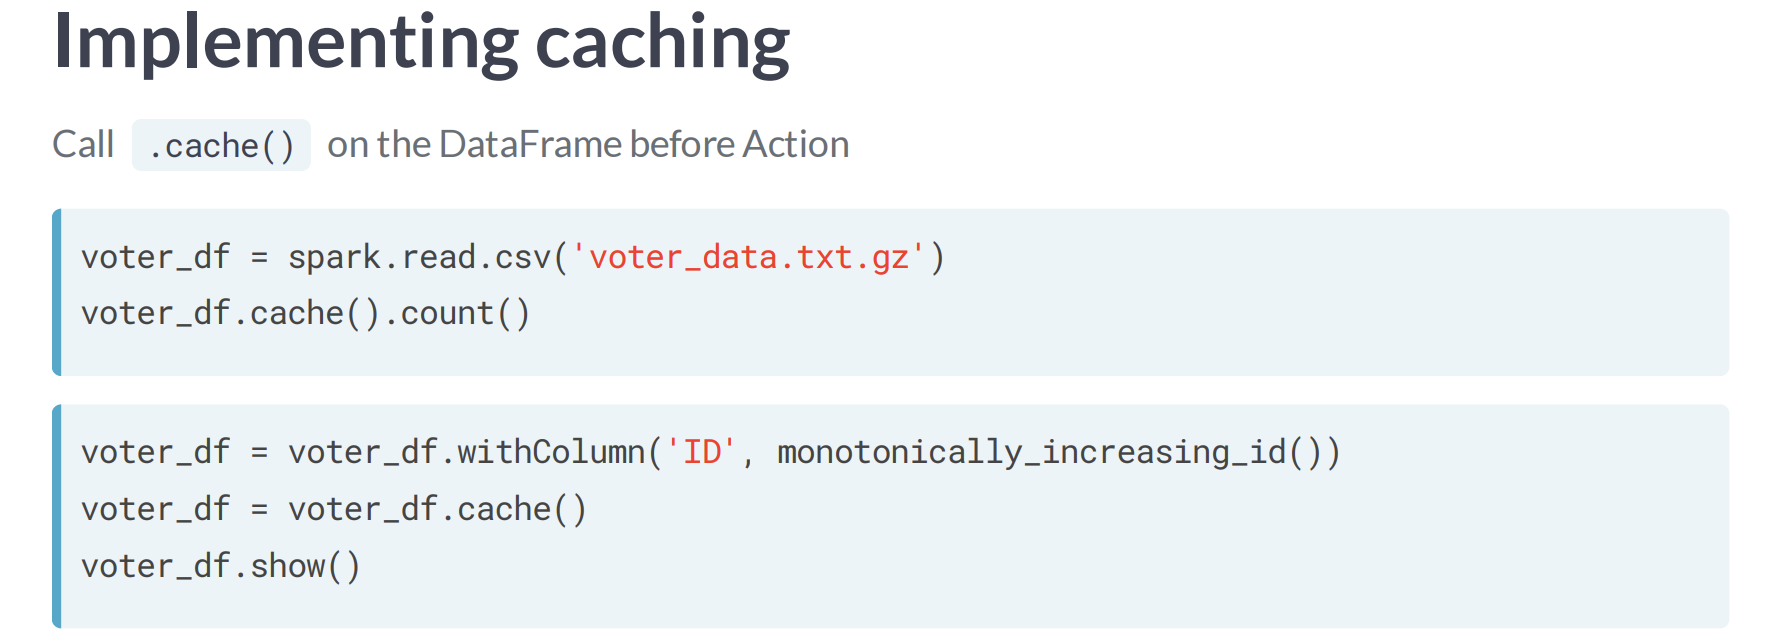 Implementing caching
Call .cache() on the DataFrame before Action
voter_df = spark.read.csv('voter_data.txt.gz')
voter_df.cache().count()
voter_df = voter_df.withColumn('ID', monotonically_increasing_id())
voter_df = voter_df.cache()
voter_df.show()